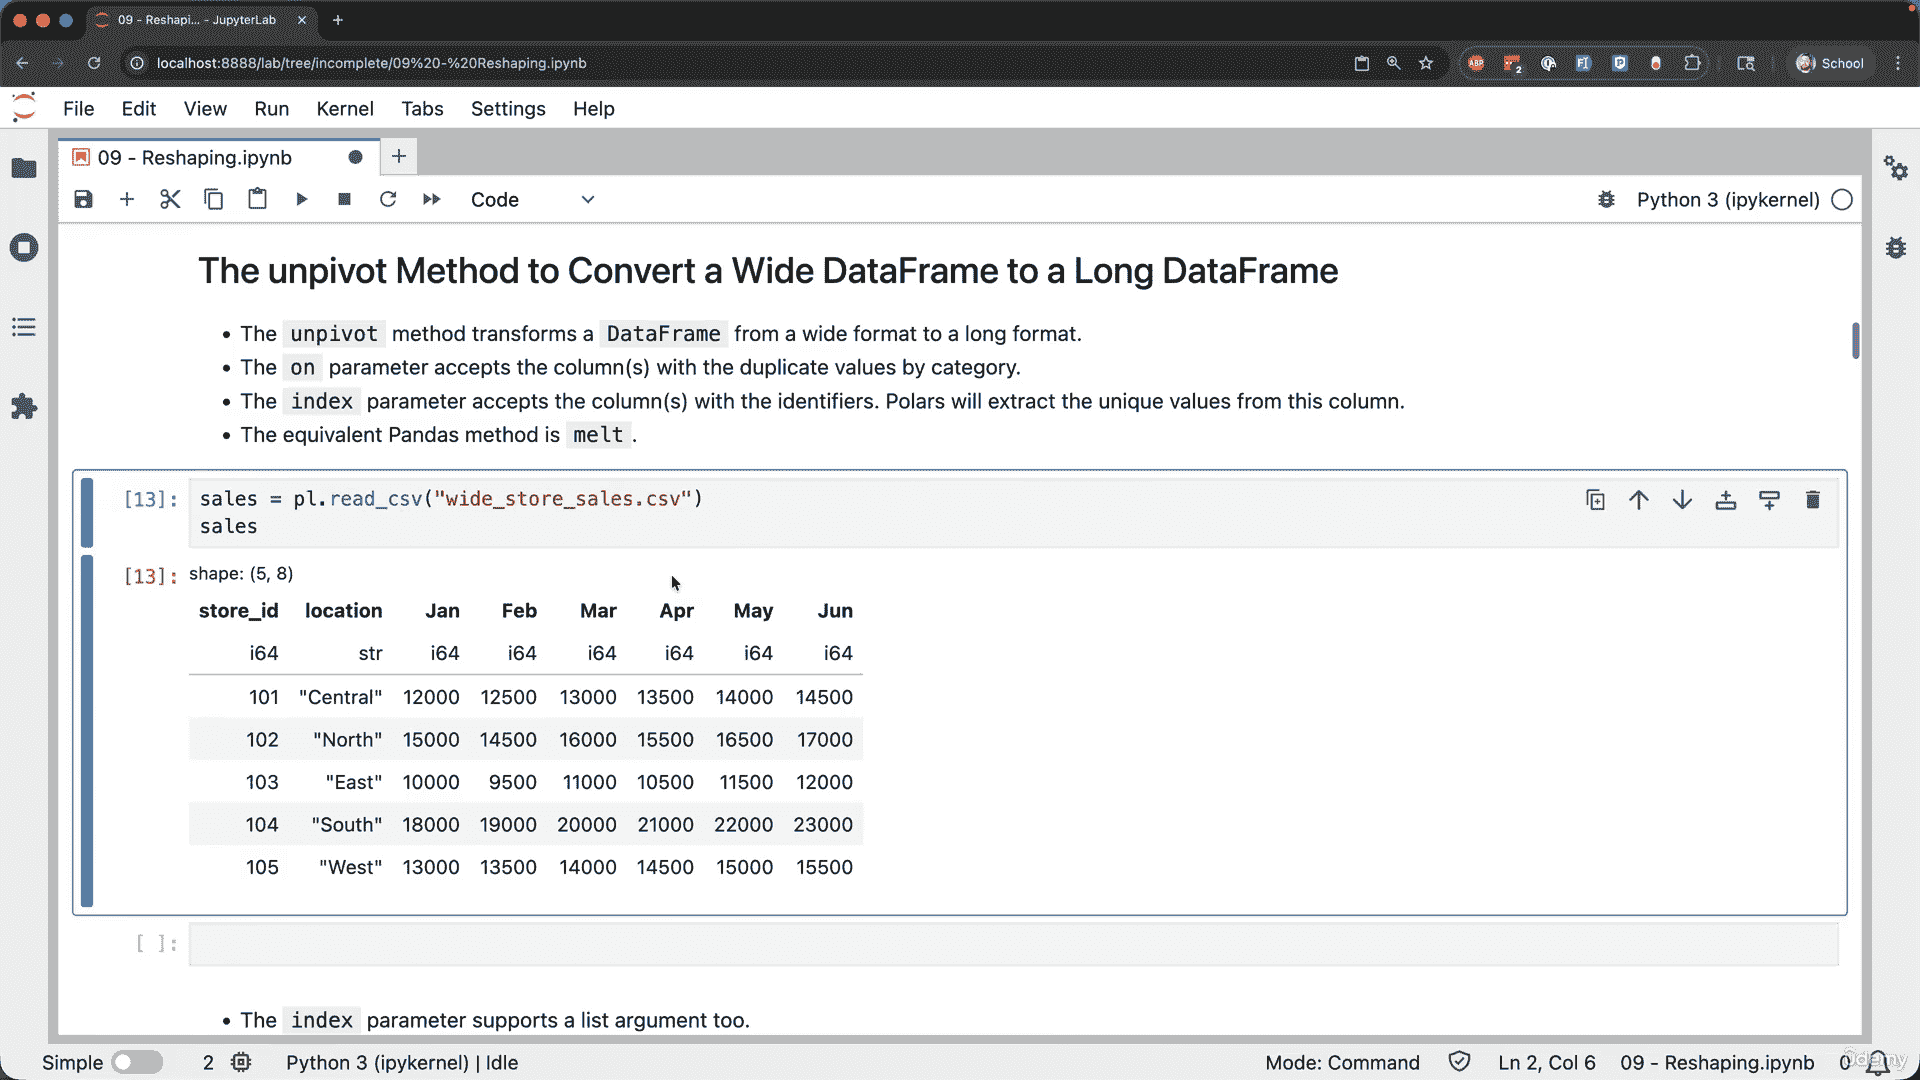 09 - Reshapi... - JupyterLab
localhost:8888/lab/tree/incomplete/09%20-%20Reshaping.ipynb
ABP
2
School
File Edit View Run Kernel Tabs Settings Help
09 - Reshaping.ipynb
Code
Python 3 (ipykernel)
The unpivot Method to Convert a Wide DataFrame to a Long DataFrame
• The unpivot method transforms a DataFrame from a wide format to a long format.
• The on parameter accepts the column(s) with the duplicate values by category.
• The index parameter accepts the column(s) with the identifiers. Polars will extract the unique values from this column.
• The equivalent Pandas method is melt .
[13]: sales = pl.read_csv("wide_store_sales.csv")
sales
[13]: shape: (5, 8)
store_id location Jan Feb Mar Apr May Jun
i64 str i64 i64 i64 i64 i64 i64
101 "Central" 12000 12500 13000 13500 14000 14500
102 "North" 15000 14500 16000 15500 16500 17000
103 "East" 10000 9500 11000 10500 11500 12000
104 "South" 18000 19000 20000 21000 22000 23000
105 "West" 13000 13500 14000 14500 15000 15500
[ ]:
• The index parameter supports a list argument too.
Simple 2 Python 3 (ipykernel) | Idle Mode: Command Ln 2, Col 6 09 - Reshaping.ipynb 0
udemy